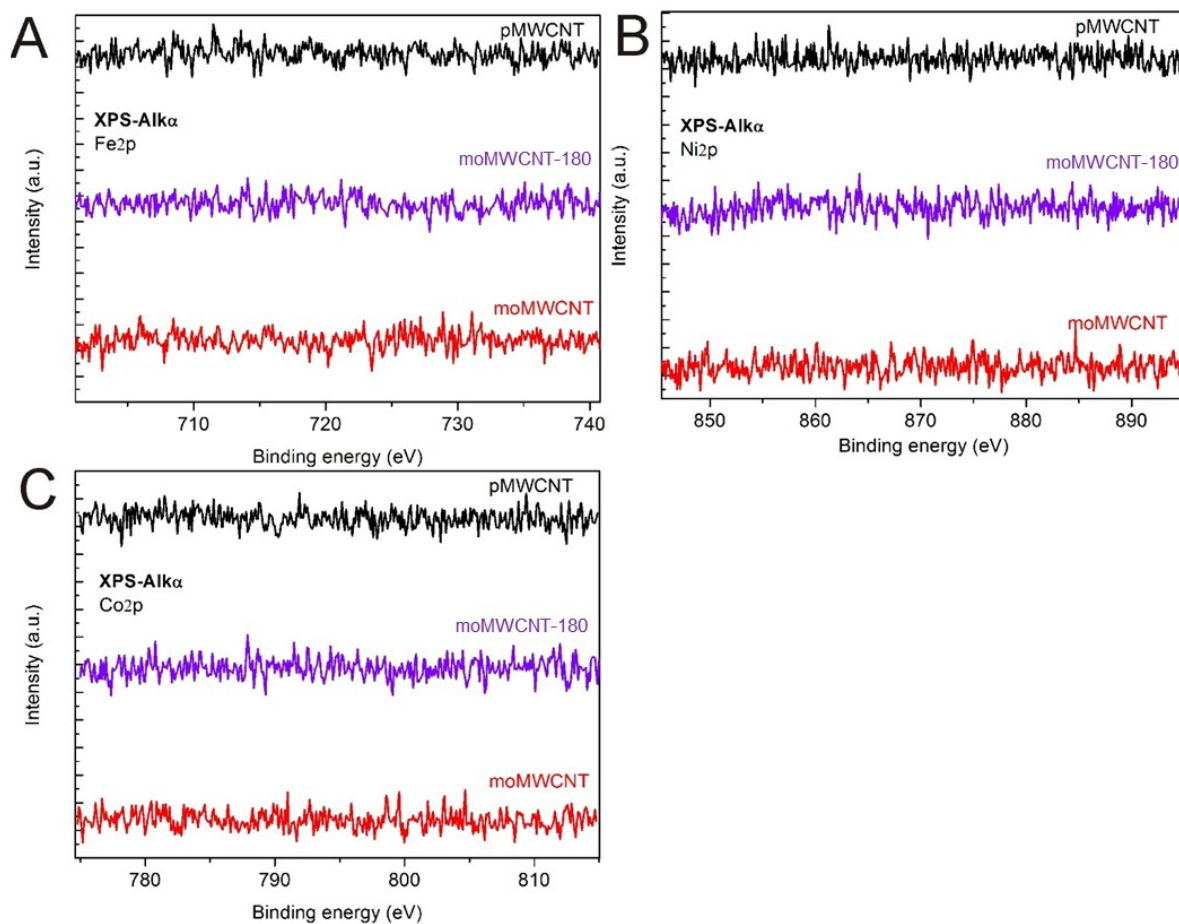 A
pMWCNT
XPS-Alkα
Fe2p
moMWCNT-180
moMWCNT
Intensity (a.u.)
710 720 730 740
Binding energy (eV)
B
pMWCNT
XPS-Alkα
Ni2p
moMWCNT-180
moMWCNT
Intensity (a.u.)
850 860 870 880 890
Binding energy (eV)
C
pMWCNT
XPS-Alkα
Co2p
moMWCNT-180
moMWCNT
Intensity (a.u.)
780 790 800 810
Binding energy (eV)